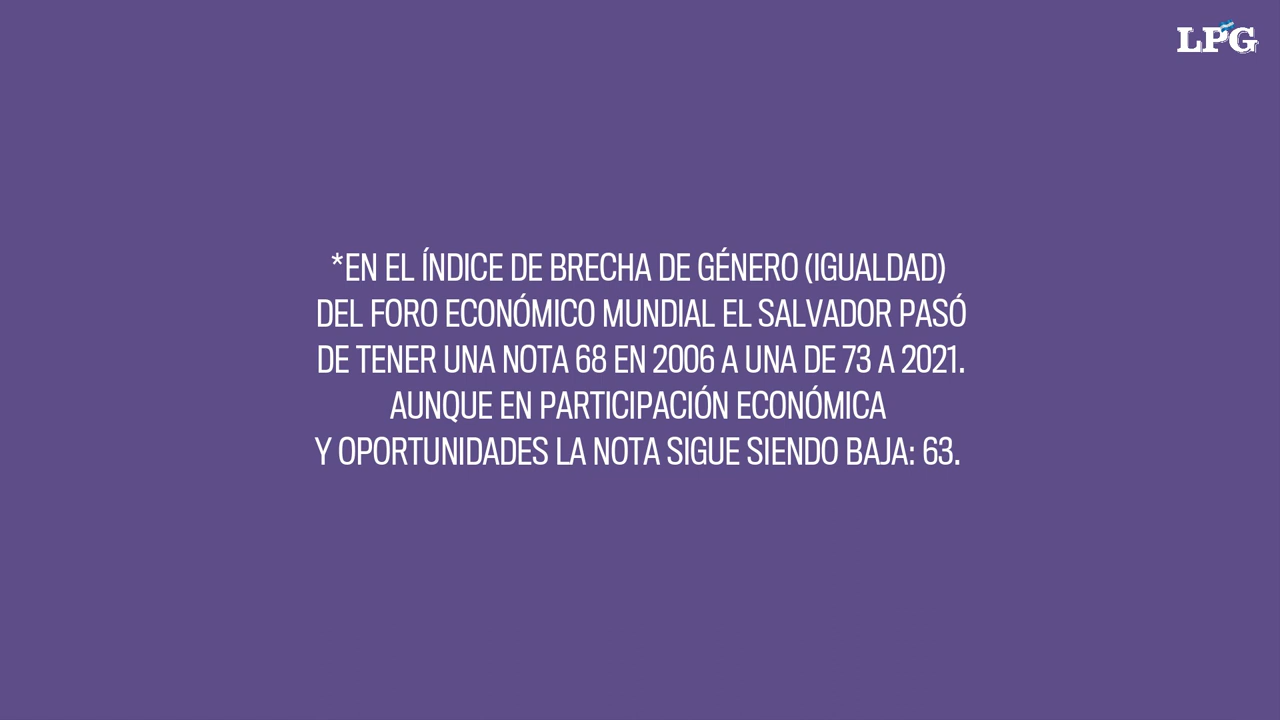 LPG
*EN EL ÍNDICE DE BRECHA DE GÉNERO (IGUALDAD)
DEL FORO ECONÓMICO MUNDIAL EL SALVADOR PASÓ
DE TENER UNA NOTA 68 EN 2006 A UNA DE 73 A 2021.
AUNQUE EN PARTICIPACIÓN ECONÓMICA
Y OPORTUNIDADES LA NOTA SIGUE SIENDO BAJA: 63.